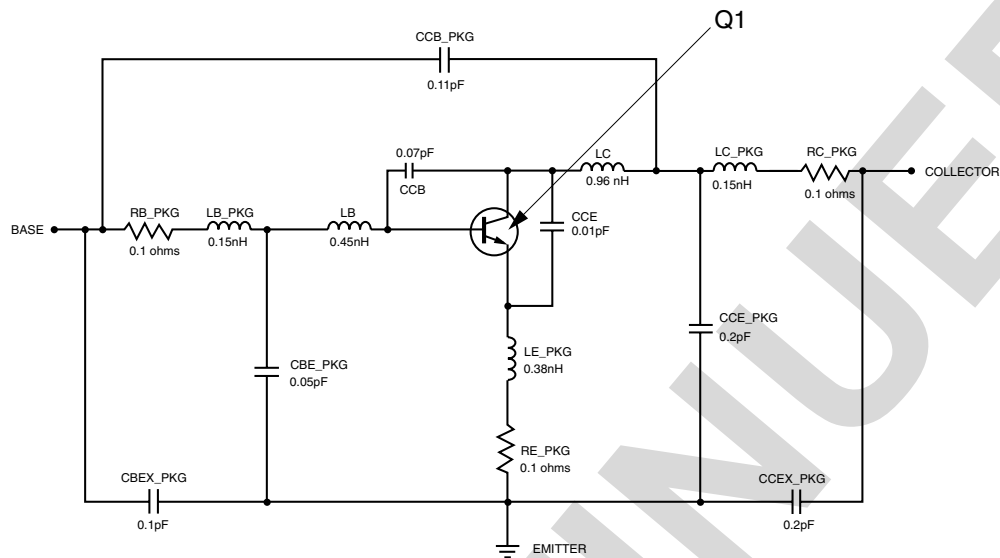 Q1
CCB_PKG
0.11pF
0.07pF
CCB
LC
0.96 nH
LC_PKG
0.15nH
RC_PKG
0.1 ohms
COLLECTOR
BASE
RB_PKG
0.1 ohms
LB_PKG
0.15nH
LB
0.45nH
CCE
0.01pF
CCE_PKG
0.2pF
LE_PKG
0.38nH
CBE_PKG
0.05pF
RE_PKG
0.1 ohms
CBEX_PKG
0.1pF
CCEX_PKG
0.2pF
EMITTER
INUE